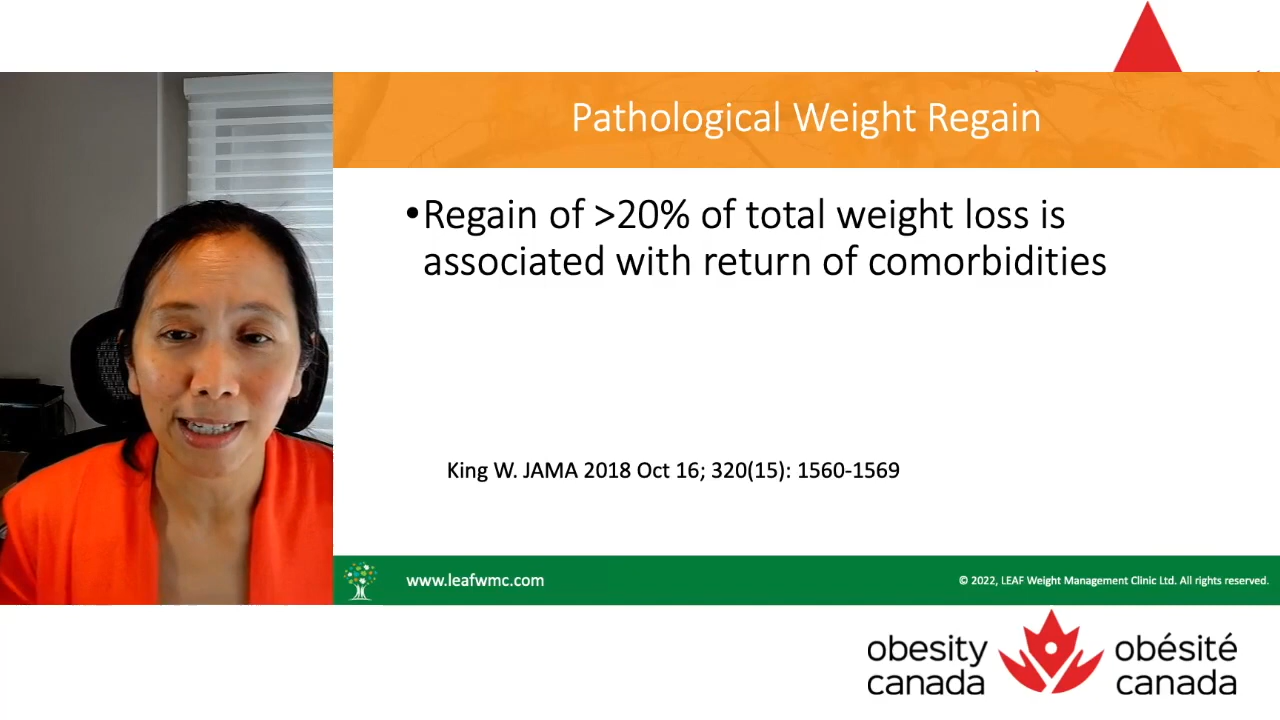 Pathological Weight Regain
•Regain of >20% of total weight loss is
associated with return of comorbidities
King W. JAMA 2018 Oct 16; 320(15): 1560-1569
www.leafwmc.com
© 2022, LEAF Weight Management Clinic Ltd. All rights reserved.
obesity
canada
obésité
canada